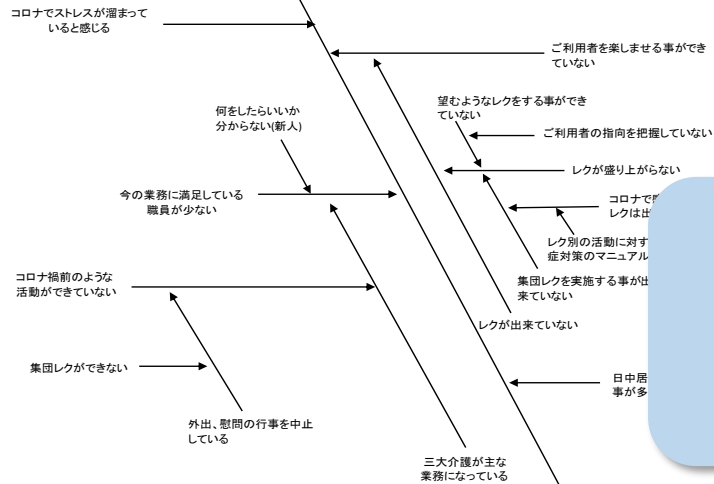 コロナでストレスが溜まって
いると感じる
ご利用者を楽しませる事ができ
ていない
望むようなレクをする事ができ
ていない
何をしたらいいか
分からない(新人)
ご利用者の指向を把握していない
レクが盛り上がらない
今の業務に満足している
職員が少ない
コロナで
レクは出
レク別の活動に対す
症対策のマニュアル
コロナ禍前のような
活動ができていない
集団レクを実施する事が出
来ていない
レクが出来ていない
集団レクができない
日中居
事が多
外出、慰問の行事を中止
している
三大介護が主な
業務になっている